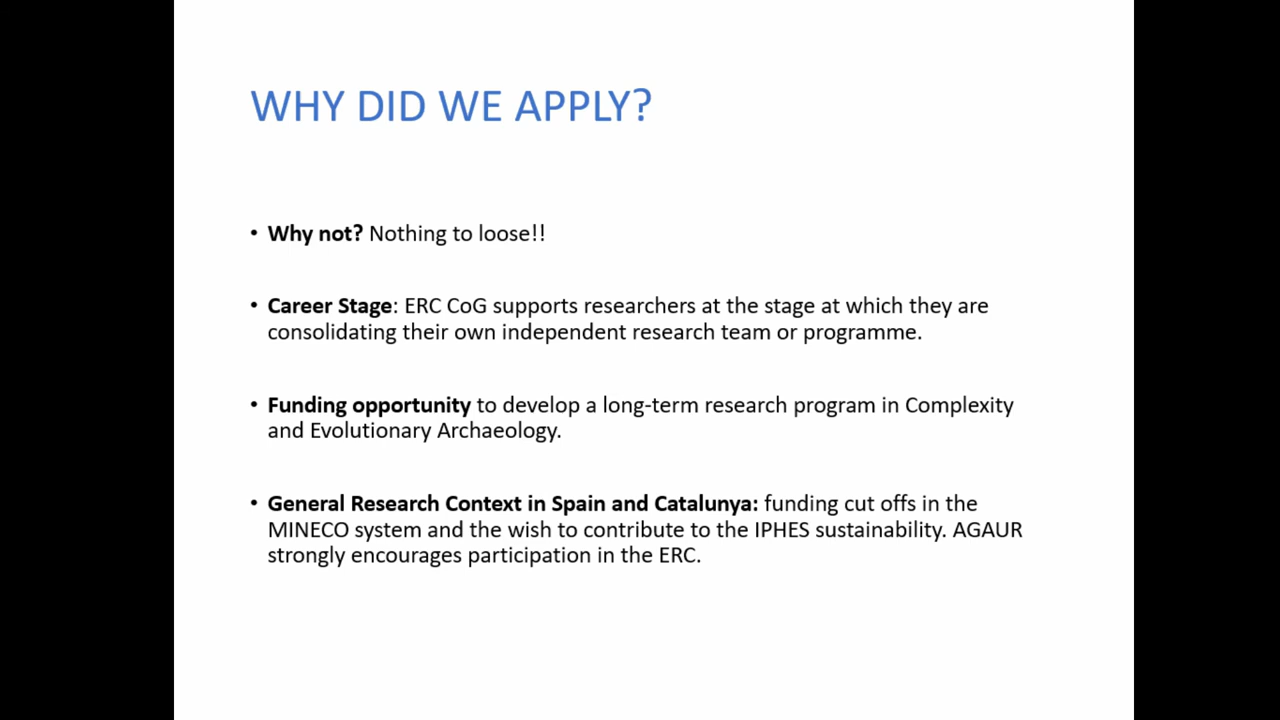 WHY DID WE APPLY?
• Why not? Nothing to loose!!
• Career Stage: ERC CoG supports researchers at the stage at which they are
consolidating their own independent research team or programme.
• Funding opportunity to develop a long-term research program in Complexity
and Evolutionary Archaeology.
• General Research Context in Spain and Catalunya: funding cut offs in the
MINECO system and the wish to contribute to the IPHES sustainability. AGAUR
strongly encourages participation in the ERC.